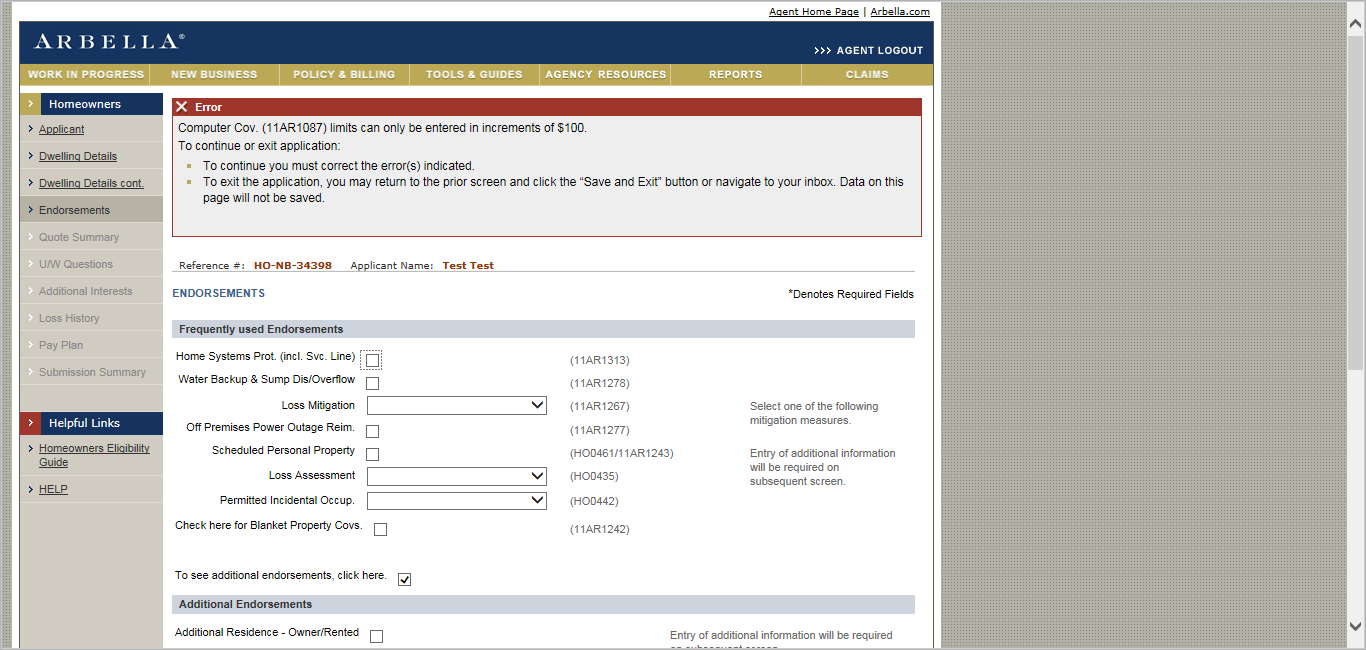 Agent Home Page | Arbella.com
ARBELLA®
>>> AGENT LOGOUT
WORK IN PROGRESS NEW BUSINESS POLICY & BILLING TOOLS & GUIDES AGENCY RESOURCES REPORTS CLAIMS
Homeowners
Applicant
Dwelling Details
Dwelling Details cont.
Endorsements
Quote Summary
U/W Questions
Additional Interests
Loss History
Pay Plan
Submission Summary
Helpful Links
Homeowners Eligibility
Guide
HELP
Error
Computer Cov. (11AR1087) limits can only be entered in increments of $100.
To continue or exit application:
To continue you must correct the error(s) indicated.
To exit the application, you may return to the prior screen and click the “Save and Exit” button or navigate to your inbox. Data on this
page will not be saved.
Reference #: HO-NB-34398 Applicant Name: Test Test
ENDORSEMENTS
*Denotes Required Fields
Frequently used Endorsements
Home Systems Prot. (incl. Svc. Line) (11AR1313)
Water Backup & Sump Dis/Overflow (11AR1278)
Loss Mitigation (11AR1267) Select one of the following
mitigation measures.
Off Premises Power Outage Reim. (11AR1277)
Scheduled Personal Property (HO0461/11AR1243) Entry of additional information
will be required on
subsequent screen.
Loss Assessment (HO0435)
Permitted Incidental Occup. (HO0442)
Check here for Blanket Property Covs. (11AR1242)
To see additional endorsements, click here.
Additional Endorsements
Additional Residence - Owner/Rented Entry of additional information will be required
on subsequent screen.